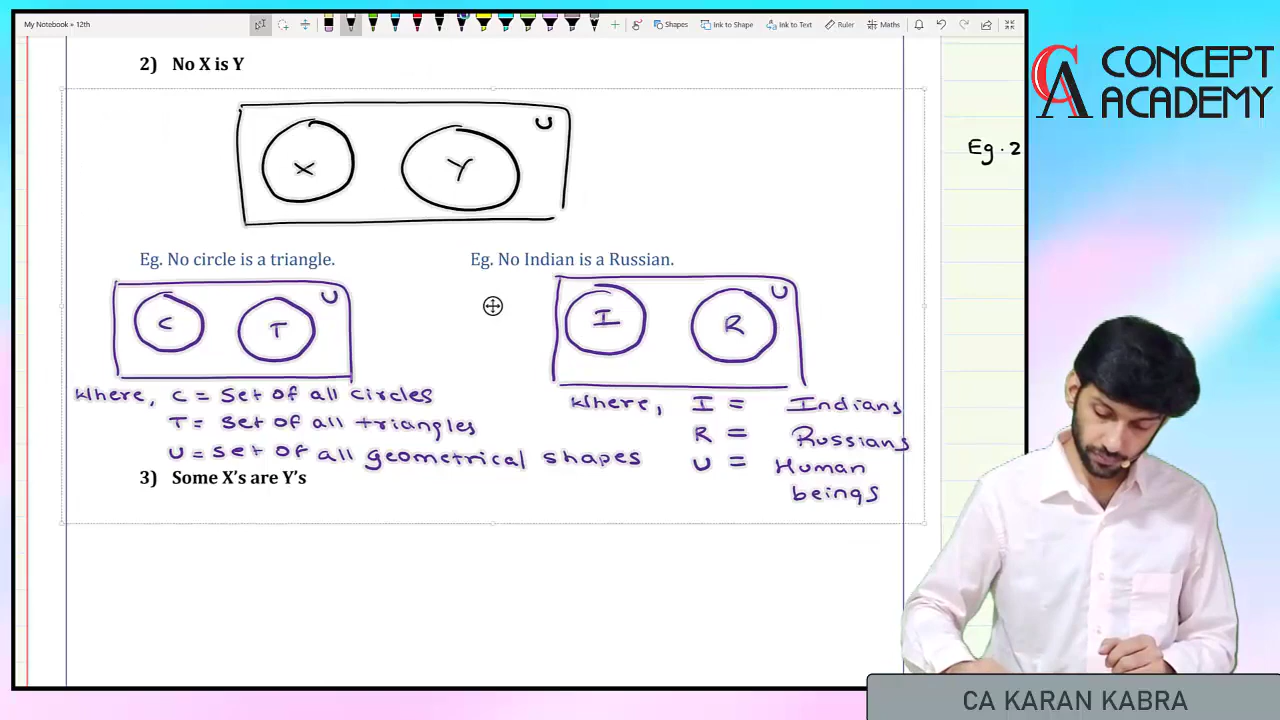 My Notebook » 12th
Shapes
Ink to Shape
Ink to Text
Ruler
Maths
CONCEPT
ACADEMY
2) No X is Y
U
X Y
Eg. 2
Eg. No circle is a triangle. Eg. No Indian is a Russian.
U U
C T I R
Where, C = Set of all circles
T = Set of all triangles
U = Set of all geometrical shapes
Where, I = Indians
R = Russians
U = Human
beings
3) Some X's are Y's
CA KARAN KABRA